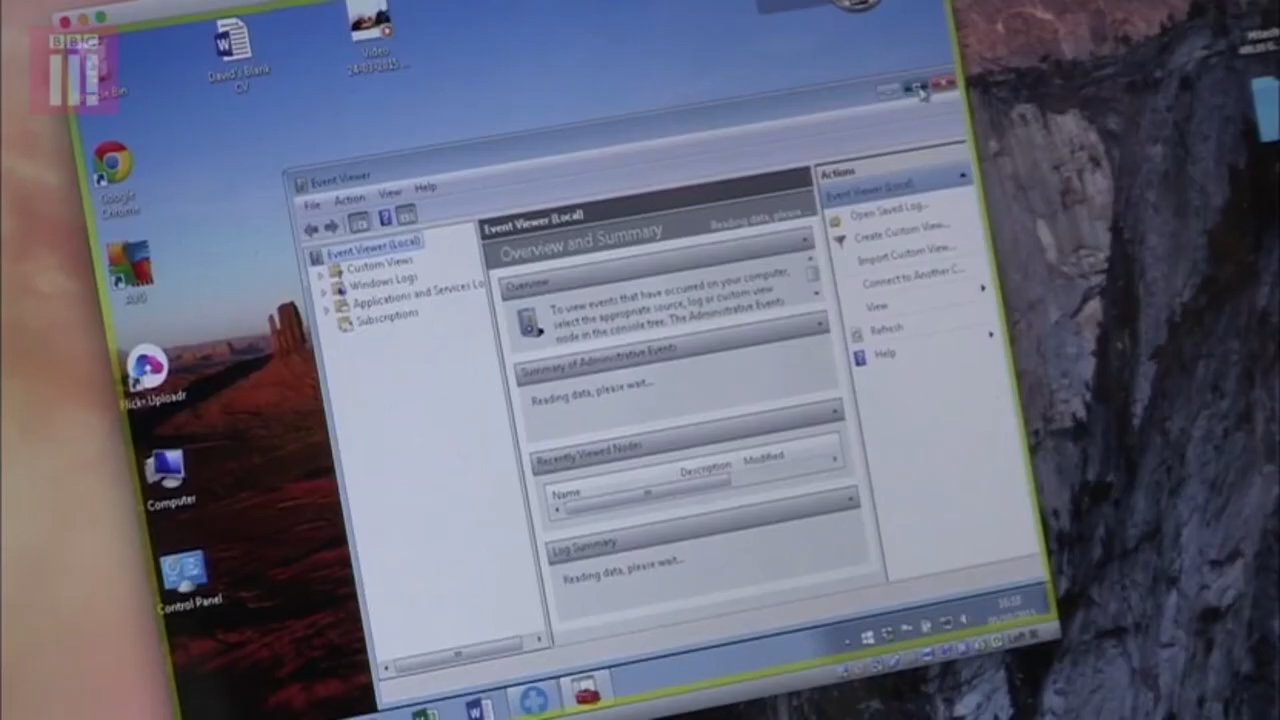 BBC
David's Blank
CV
Video
24-03-2015...
Google
Chrome
AVG
Computer
Control Panel
Event Viewer
File Action View Help
Event Viewer (Local)
Custom Views
Windows Logs
Applications and Services Lo
Subscriptions
Event Viewer (Local)
Overview and Summary
Reading data, please ...
Overview
To view events that have occurred on your computer,
select the appropriate source, log or custom view
node in the console tree. The Administrative Events
Summary of Administrative Events
Reading data, please wait...
Recently Viewed Nodes
Name Description Modified
Log Summary
Reading data, please wait...
Actions
Event Viewer (Local)
Open Saved Log...
Create Custom View...
Import Custom View...
Connect to Another C...
View
Refresh
Help